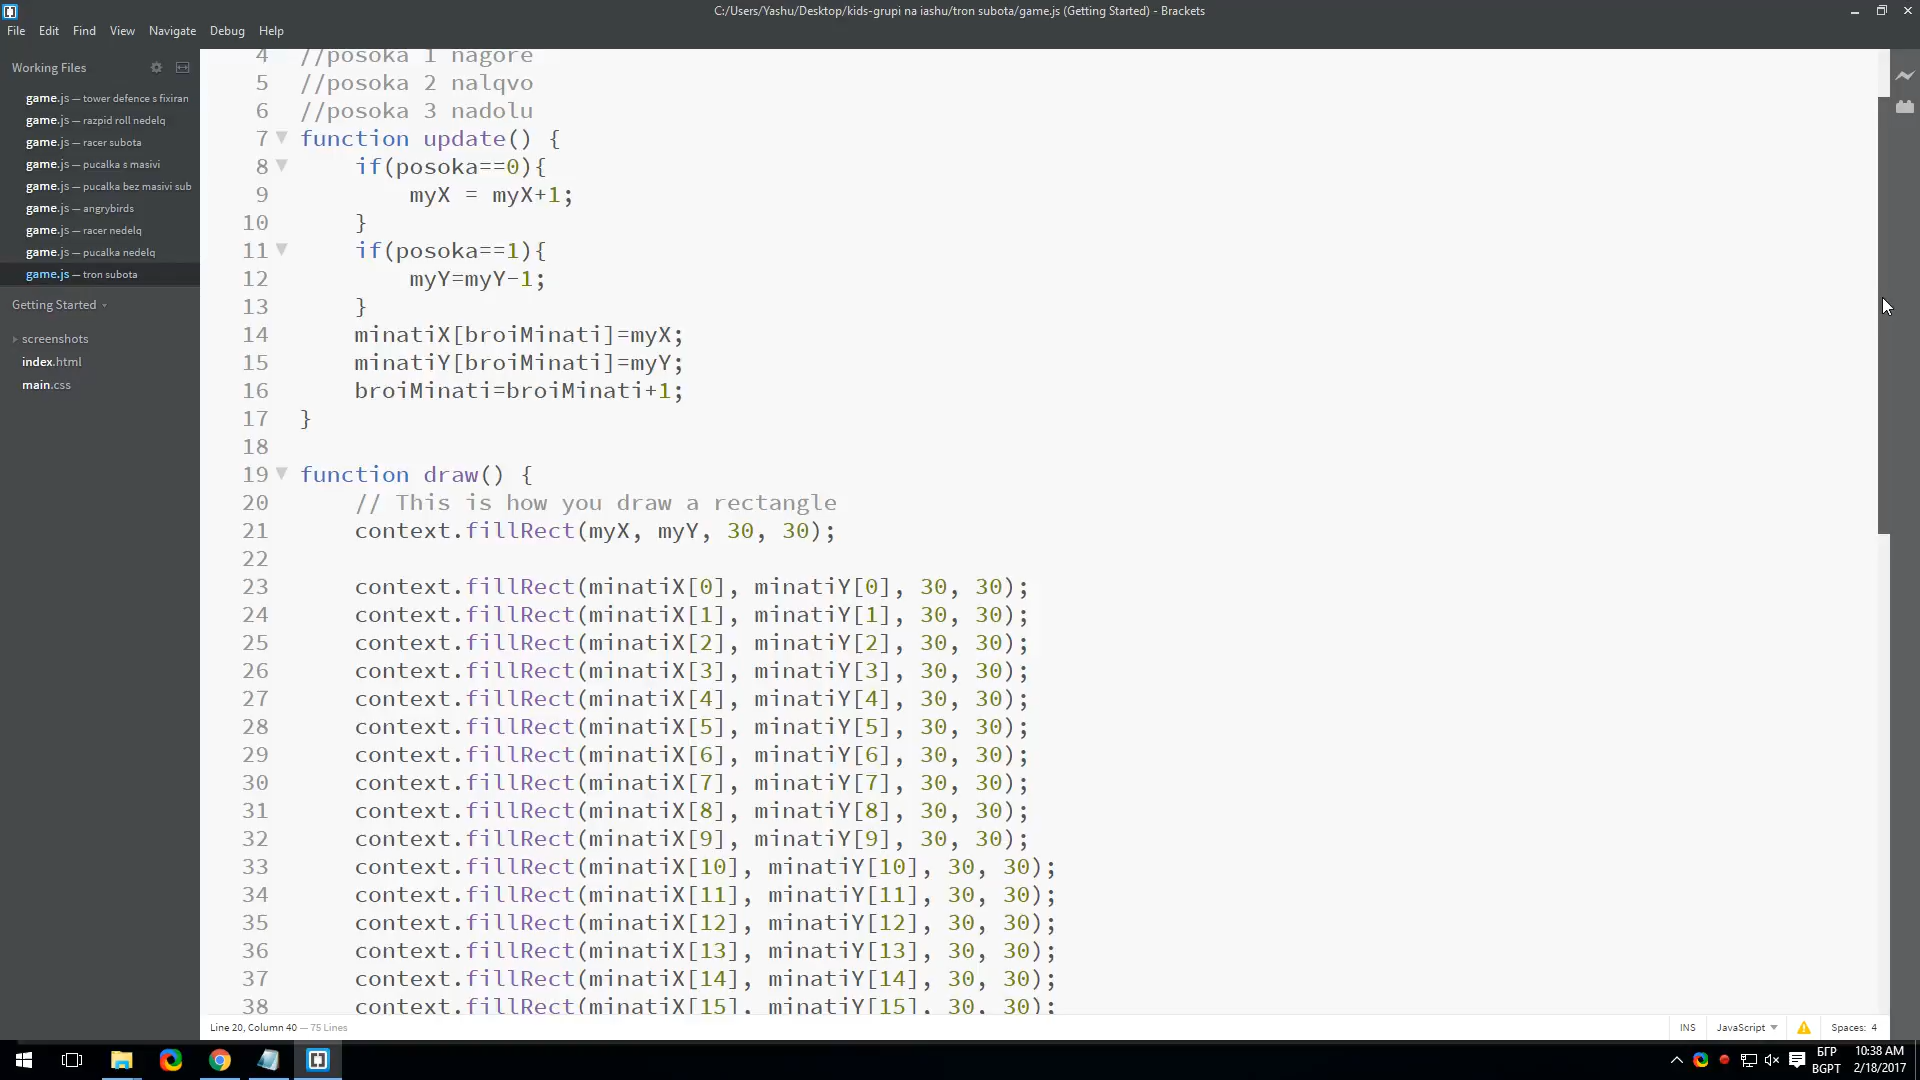 C:/Users/Yashu/Desktop/kids-grupi na iashu/tron subota/game.js (Getting Started) - Brackets
File Edit Find View Navigate Debug Help
Working Files
game.js — tower defence s fixiran
game.js — razpid roll nedelq
game.js — racer subota
game.js — pucalka s masivi
game.js — pucalka bez masivi sub
game.js — angrybirds
game.js — racer nedelq
game.js — pucalka nedelq
game.js — tron subota
Getting Started
screenshots
index.html
main.css
4 //posoka 1 nagore
5 //posoka 2 nalqvo
6 //posoka 3 nadolu
7 function update() {
8 if(posoka==0){
9 myX = myX+1;
10 }
11 if(posoka==1){
12 myY=myY-1;
13 }
14 minatiX[broiMinati]=myX;
15 minatiY[broiMinati]=myY;
16 broiMinati=broiMinati+1;
17 }
18
19 function draw() {
20 // This is how you draw a rectangle
21 context.fillRect(myX, myY, 30, 30);
22
23 context.fillRect(minatiX[0], minatiY[0], 30, 30);
24 context.fillRect(minatiX[1], minatiY[1], 30, 30);
25 context.fillRect(minatiX[2], minatiY[2], 30, 30);
26 context.fillRect(minatiX[3], minatiY[3], 30, 30);
27 context.fillRect(minatiX[4], minatiY[4], 30, 30);
28 context.fillRect(minatiX[5], minatiY[5], 30, 30);
29 context.fillRect(minatiX[6], minatiY[6], 30, 30);
30 context.fillRect(minatiX[7], minatiY[7], 30, 30);
31 context.fillRect(minatiX[8], minatiY[8], 30, 30);
32 context.fillRect(minatiX[9], minatiY[9], 30, 30);
33 context.fillRect(minatiX[10], minatiY[10], 30, 30);
34 context.fillRect(minatiX[11], minatiY[11], 30, 30);
35 context.fillRect(minatiX[12], minatiY[12], 30, 30);
36 context.fillRect(minatiX[13], minatiY[13], 30, 30);
37 context.fillRect(minatiX[14], minatiY[14], 30, 30);
38 context.fillRect(minatiX[15], minatiY[15], 30, 30);
Line 20, Column 40 — 75 Lines
INS JavaScript Spaces: 4
БГР
BGPT
10:38 AM
2/18/2017